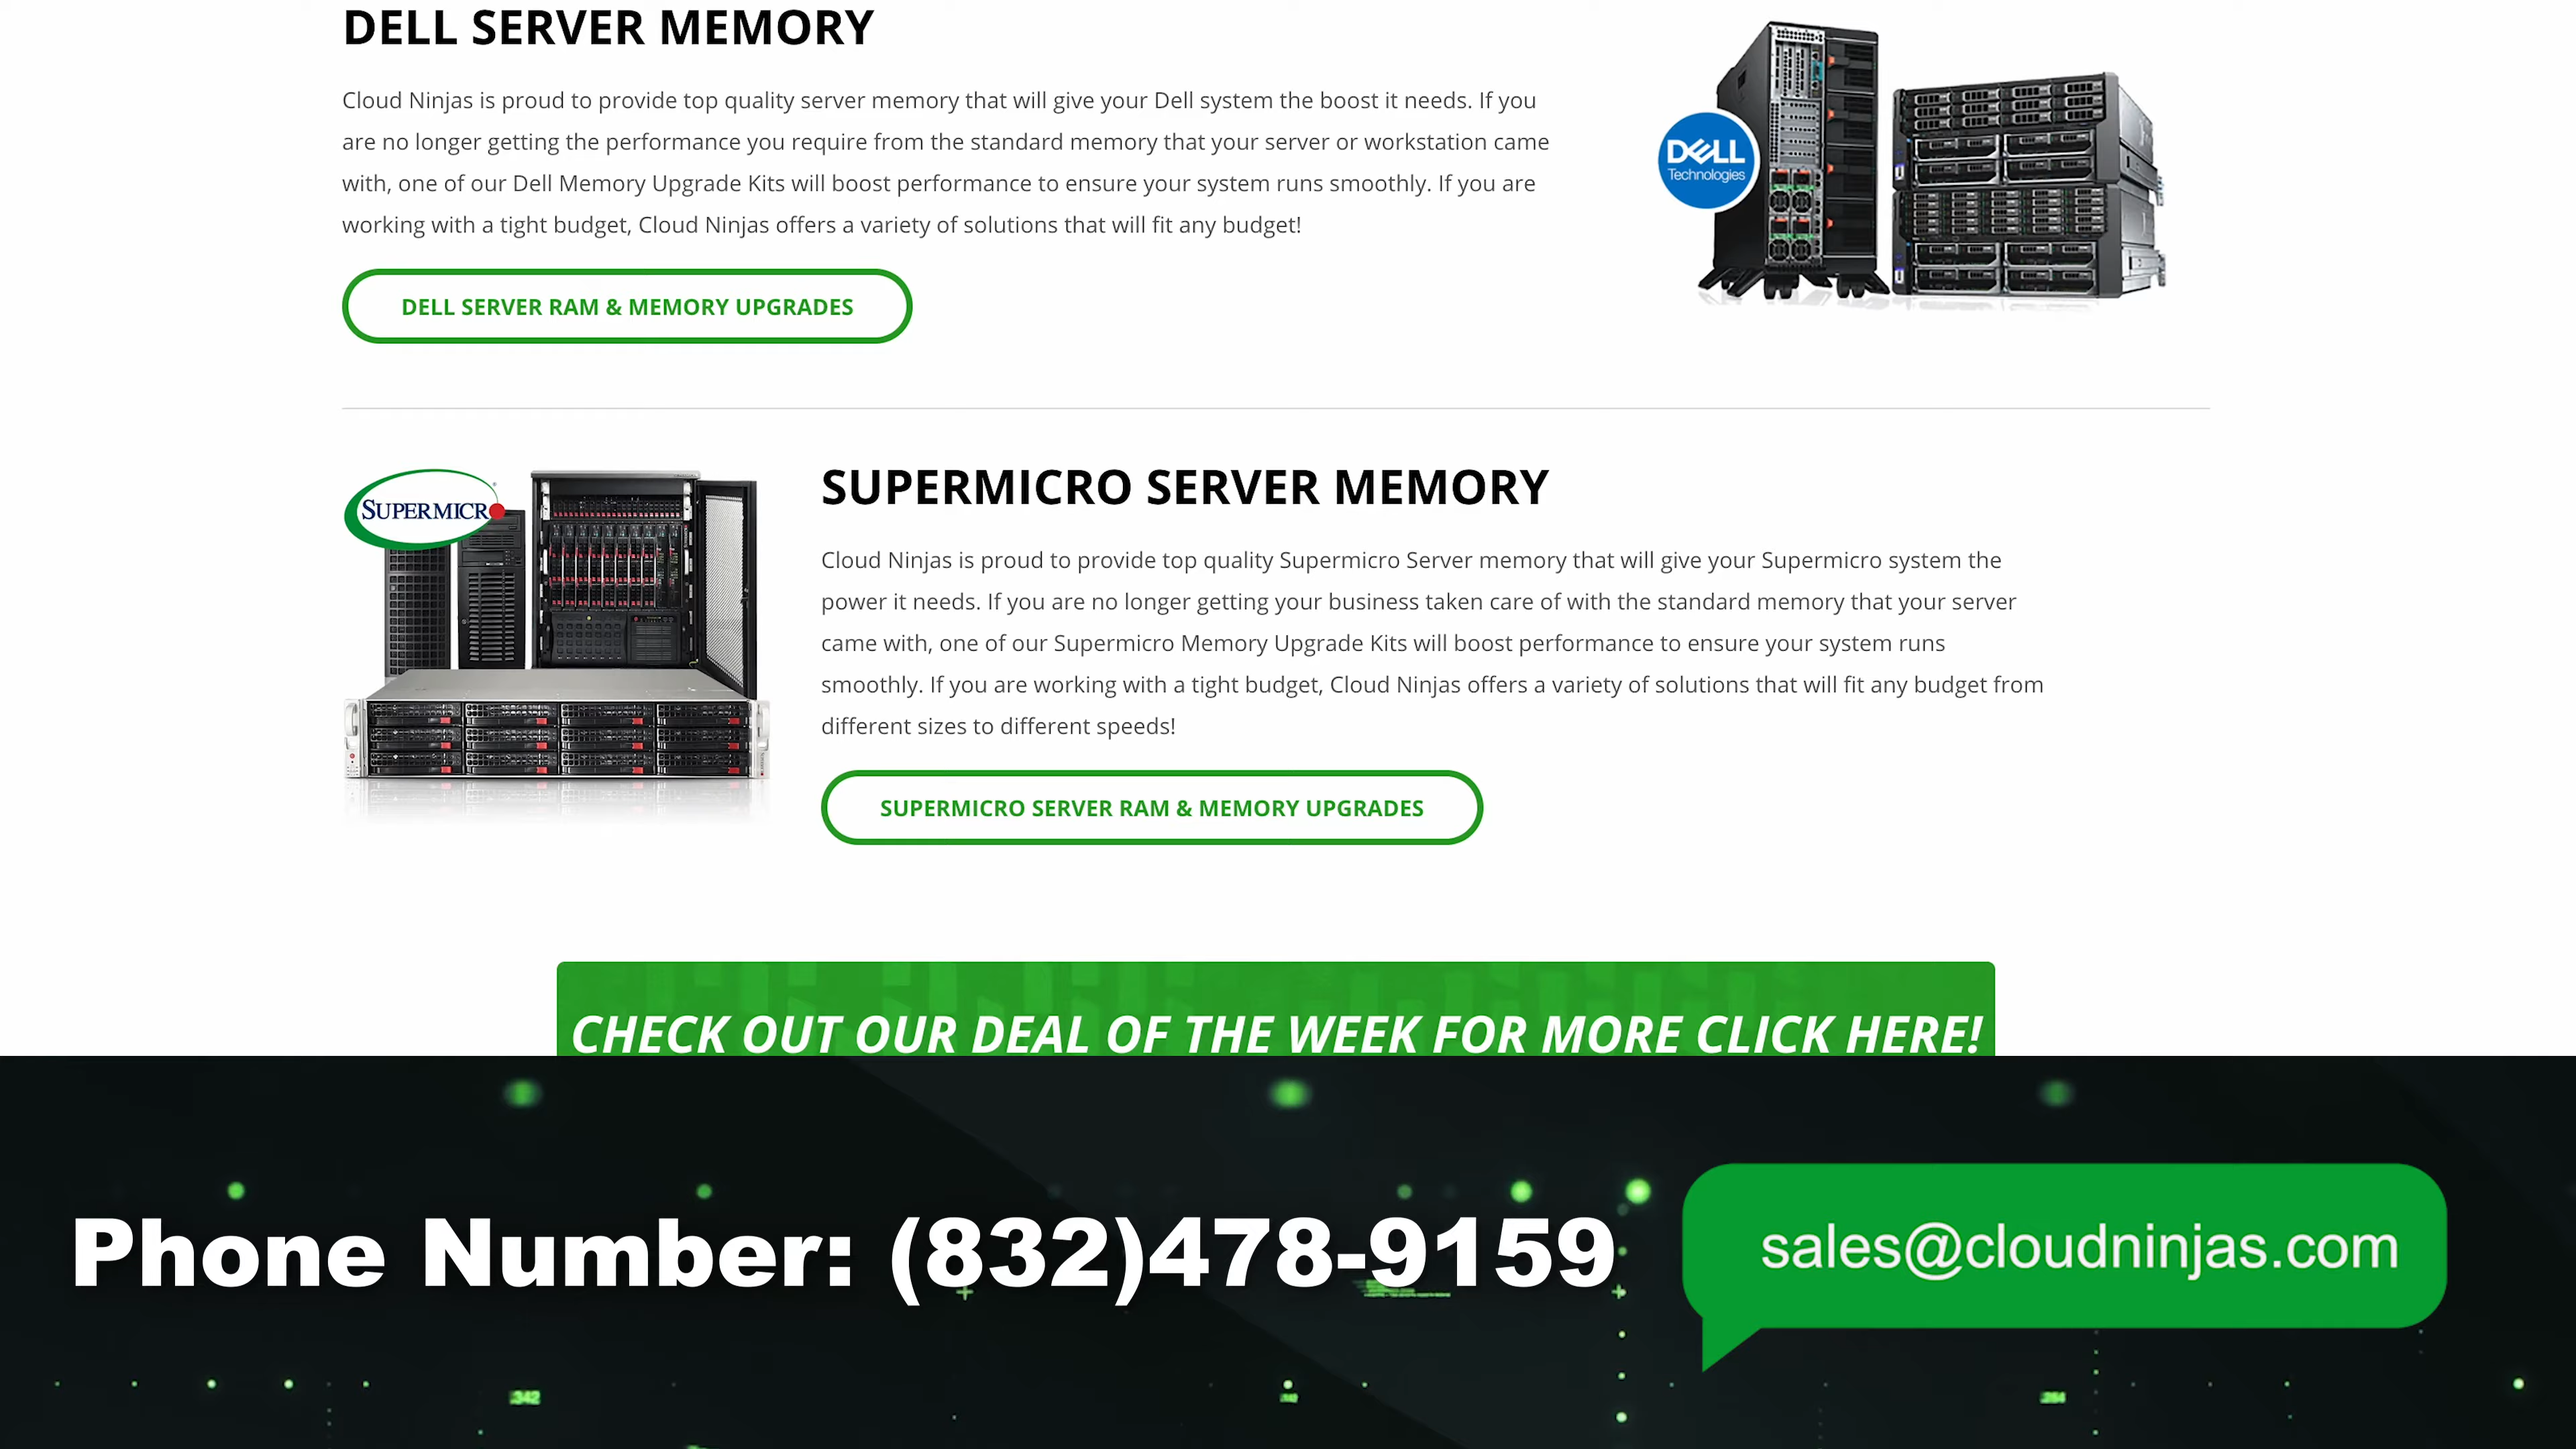 DELL SERVER MEMORY
Cloud Ninjas is proud to provide top quality server memory that will give your Dell system the boost it needs. If you
are no longer getting the performance you require from the standard memory that your server or workstation came
with, one of our Dell Memory Upgrade Kits will boost performance to ensure your system runs smoothly. If you are
working with a tight budget, Cloud Ninjas offers a variety of solutions that will fit any budget!
DELL SERVER RAM & MEMORY UPGRADES
DELL
Technologies
SUPERMICRO
SUPERMICRO SERVER MEMORY
Cloud Ninjas is proud to provide top quality Supermicro Server memory that will give your Supermicro system the
power it needs. If you are no longer getting your business taken care of with the standard memory that your server
came with, one of our Supermicro Memory Upgrade Kits will boost performance to ensure your system runs
smoothly. If you are working with a tight budget, Cloud Ninjas offers a variety of solutions that will fit any budget from
different sizes to different speeds!
SUPERMICRO SERVER RAM & MEMORY UPGRADES
CHECK OUT OUR DEAL OF THE WEEK FOR MORE CLICK HERE!
Phone Number: (832)478-9159
sales@cloudninjas.com